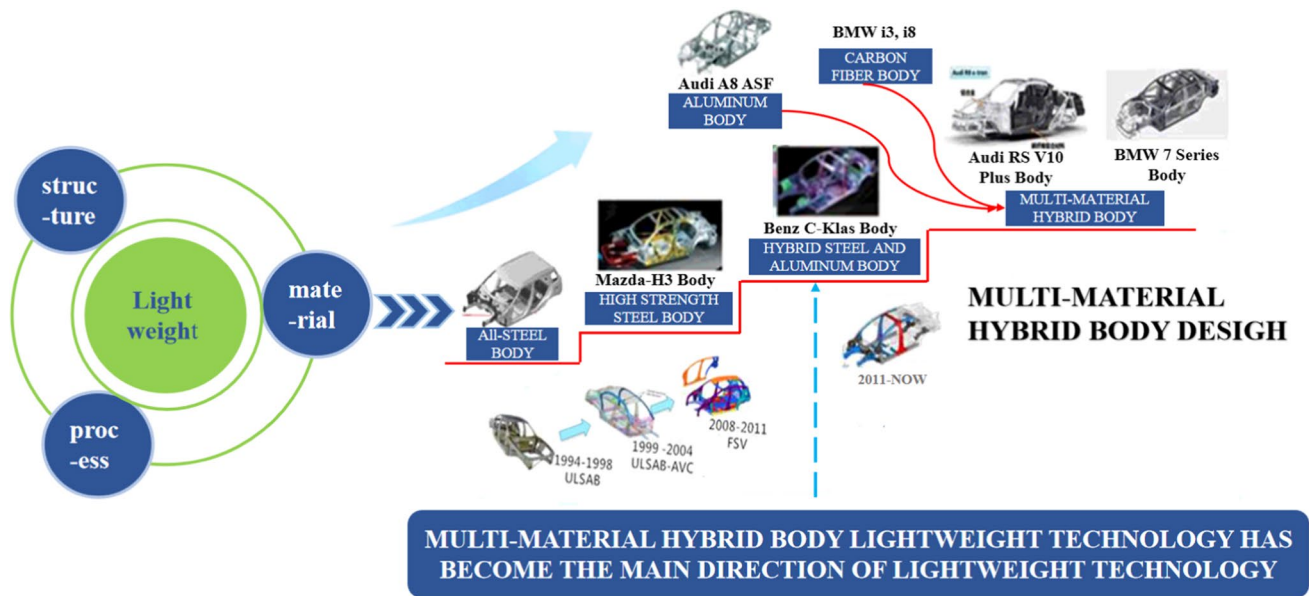 struc
-ture
Light
weight
mate
-rial
proc
-ess
All-STEEL
BODY
Mazda-H3 Body
HIGH STRENGTH
STEEL BODY
Benz C-Klas Body
HYBRID STEEL AND
ALUMINUM BODY
Audi A8 ASF
ALUMINUM
BODY
BMW i3, i8
CARBON
FIBER BODY
Audi R8 e-tron
Audi RS V10
Plus Body
BMW 7 Series
Body
MULTI-MATERIAL
HYBRID BODY
1994-1998
ULSAB
1999 -2004
ULSAB-AVC
2008-2011
FSV
2011-NOW
MULTI-MATERIAL
HYBRID BODY DESIGH
MULTI-MATERIAL HYBRID BODY LIGHTWEIGHT TECHNOLOGY HAS
BECOME THE MAIN DIRECTION OF LIGHTWEIGHT TECHNOLOGY